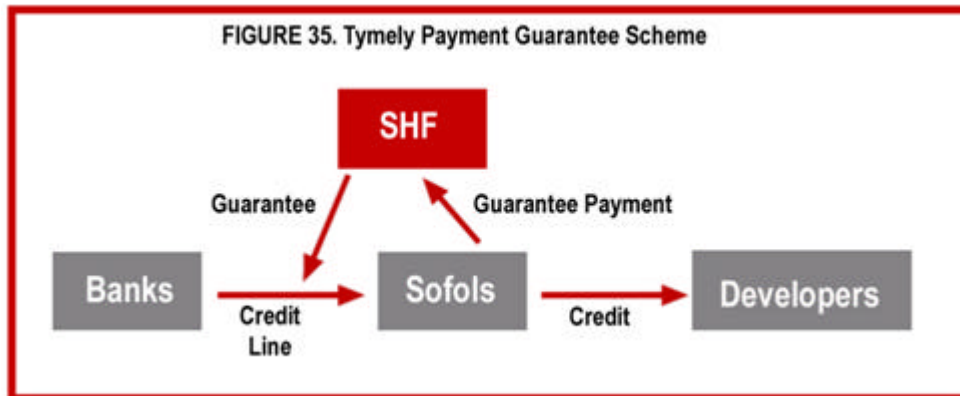 FIGURE 35. Tymely Payment Guarantee Scheme
SHF
Guarantee
Guarantee Payment
Banks
Sofols
Developers
Credit
Line
Credit